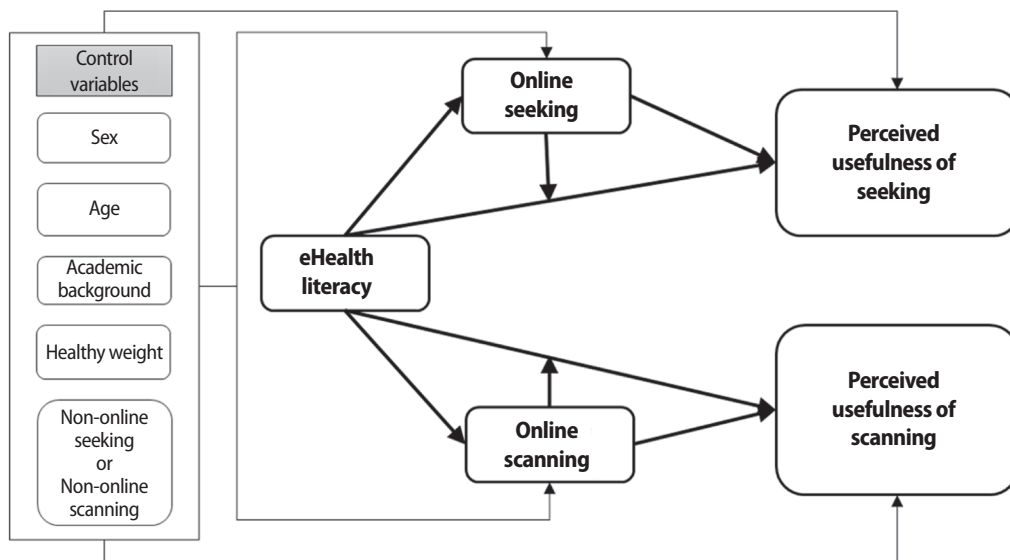 Control
variables
Sex
Age
Academic
background
Healthy weight
Non-online
seeking
or
Non-online
scanning
eHealth
literacy
Online
seeking
Online
scanning
Perceived
usefulness of
seeking
Perceived
usefulness of
scanning